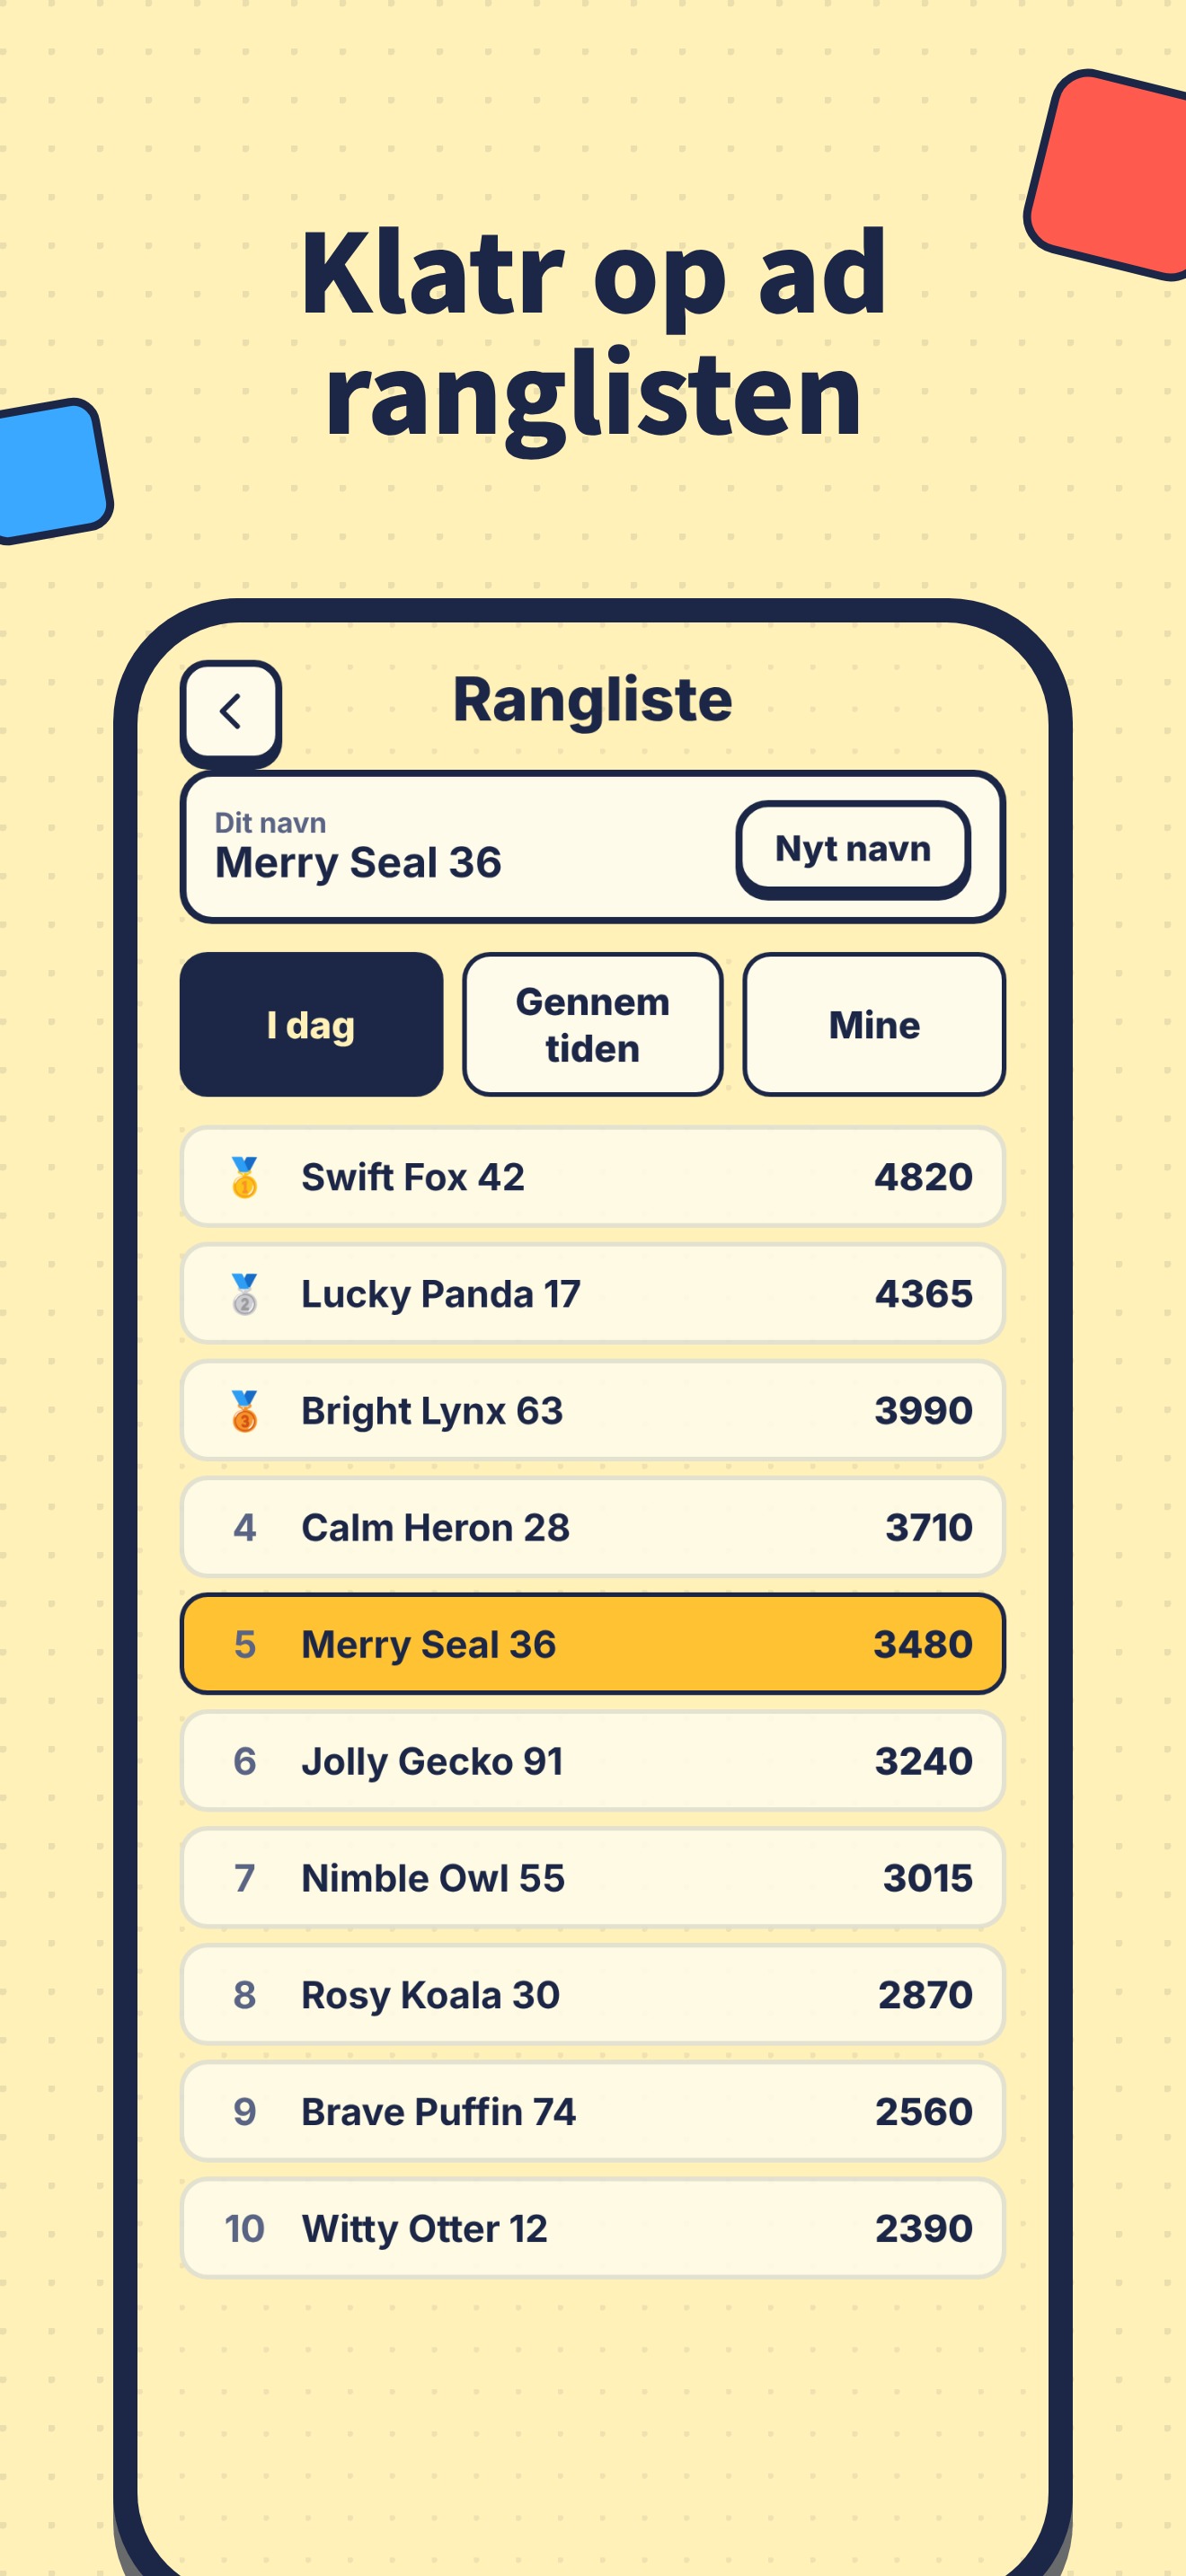 Klatr op ad
ranglisten
Rangliste
Dit navn
Merry Seal 36
Nyt navn
I dag
Gennem
tiden
Mine
1 Swift Fox 42 4820
2 Lucky Panda 17 4365
3 Bright Lynx 63 3990
4 Calm Heron 28 3710
5 Merry Seal 36 3480
6 Jolly Gecko 91 3240
7 Nimble Owl 55 3015
8 Rosy Koala 30 2870
9 Brave Puffin 74 2560
10 Witty Otter 12 2390